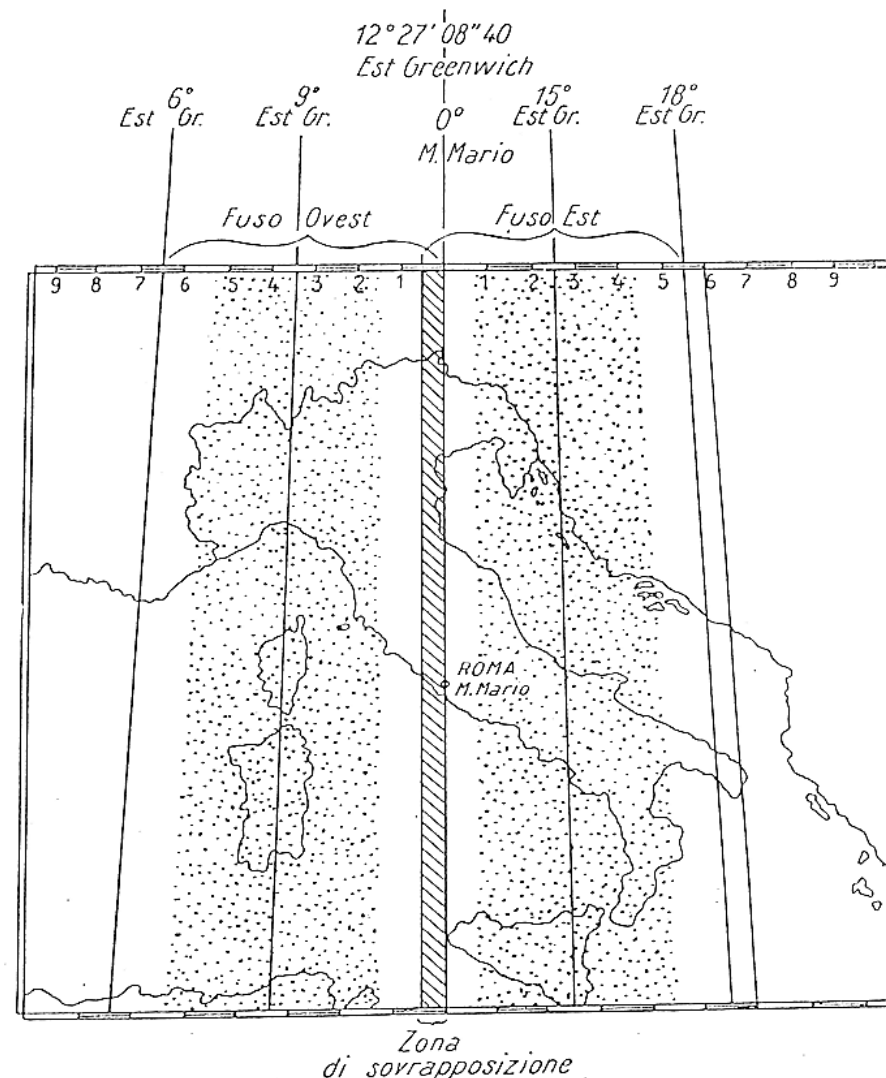 12°27'08"40
Est Greenwich
6°
Est Gr.
9°
Est Gr.
0°
M. Mario
15°
Est Gr.
18°
Est Gr.
Fuso Ovest
Fuso Est
9 8 7 6 5 4 3 2 1 1 2 3 4 5 6 7 8 9
ROMA
M. Mario
Zona
di sovrapposizione